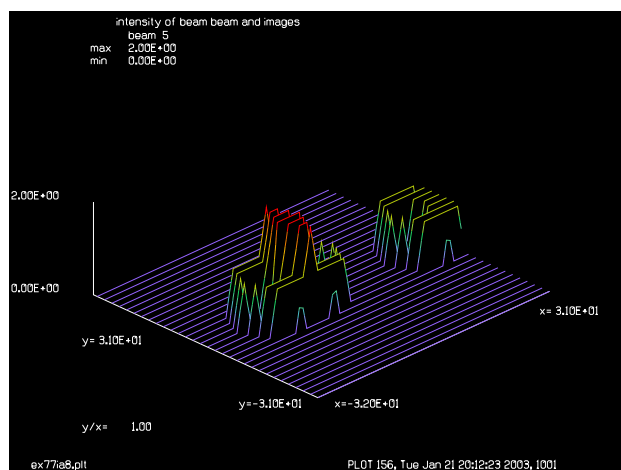 intensity of beam beam and images
beam 5
max 2.00E+00
min 0.00E+00
2.00E+00
0.00E+00
y= 3.10E+01
x= 3.10E+01
y=-3.10E+01 x=-3.20E+01
y/x= 1.00
ex77ia8.plt PLOT 156, Tue Jan 21 20:12:23 2003, 1001